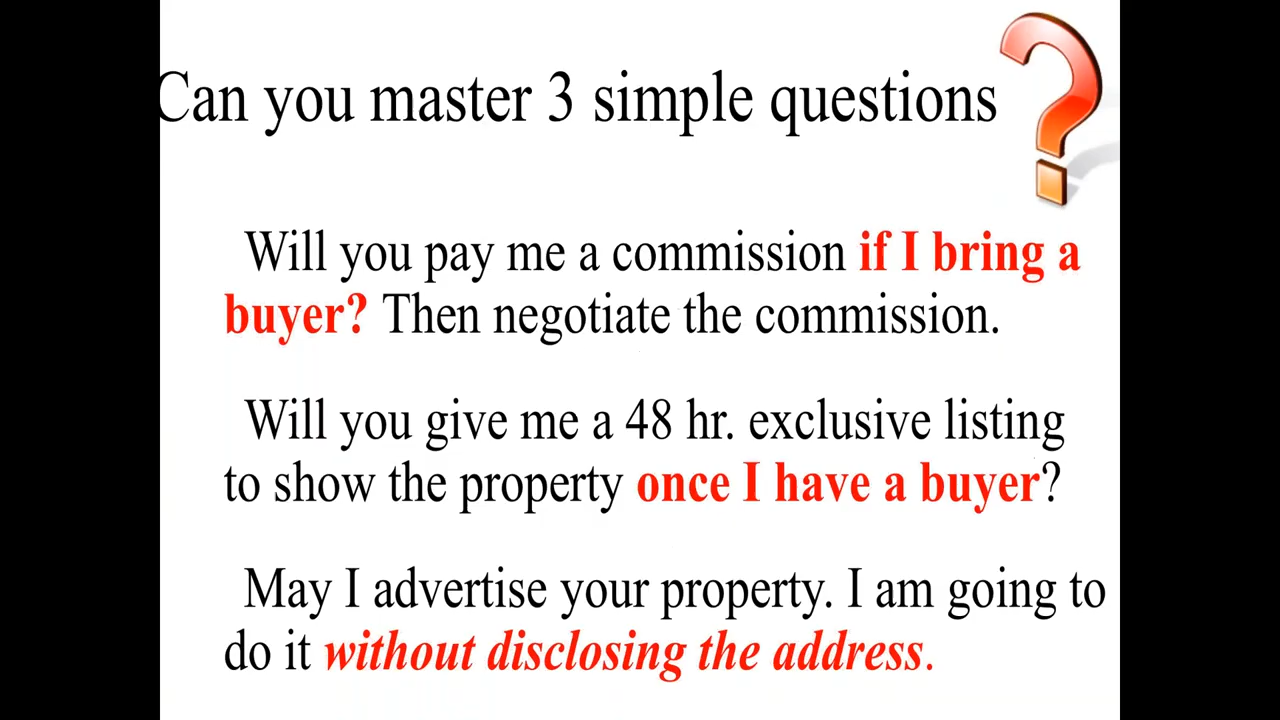 Can you master 3 simple questions
Will you pay me a commission if I bring a
buyer? Then negotiate the commission.
Will you give me a 48 hr. exclusive listing
to show the property once I have a buyer?
May I advertise your property. I am going to
do it without disclosing the address.